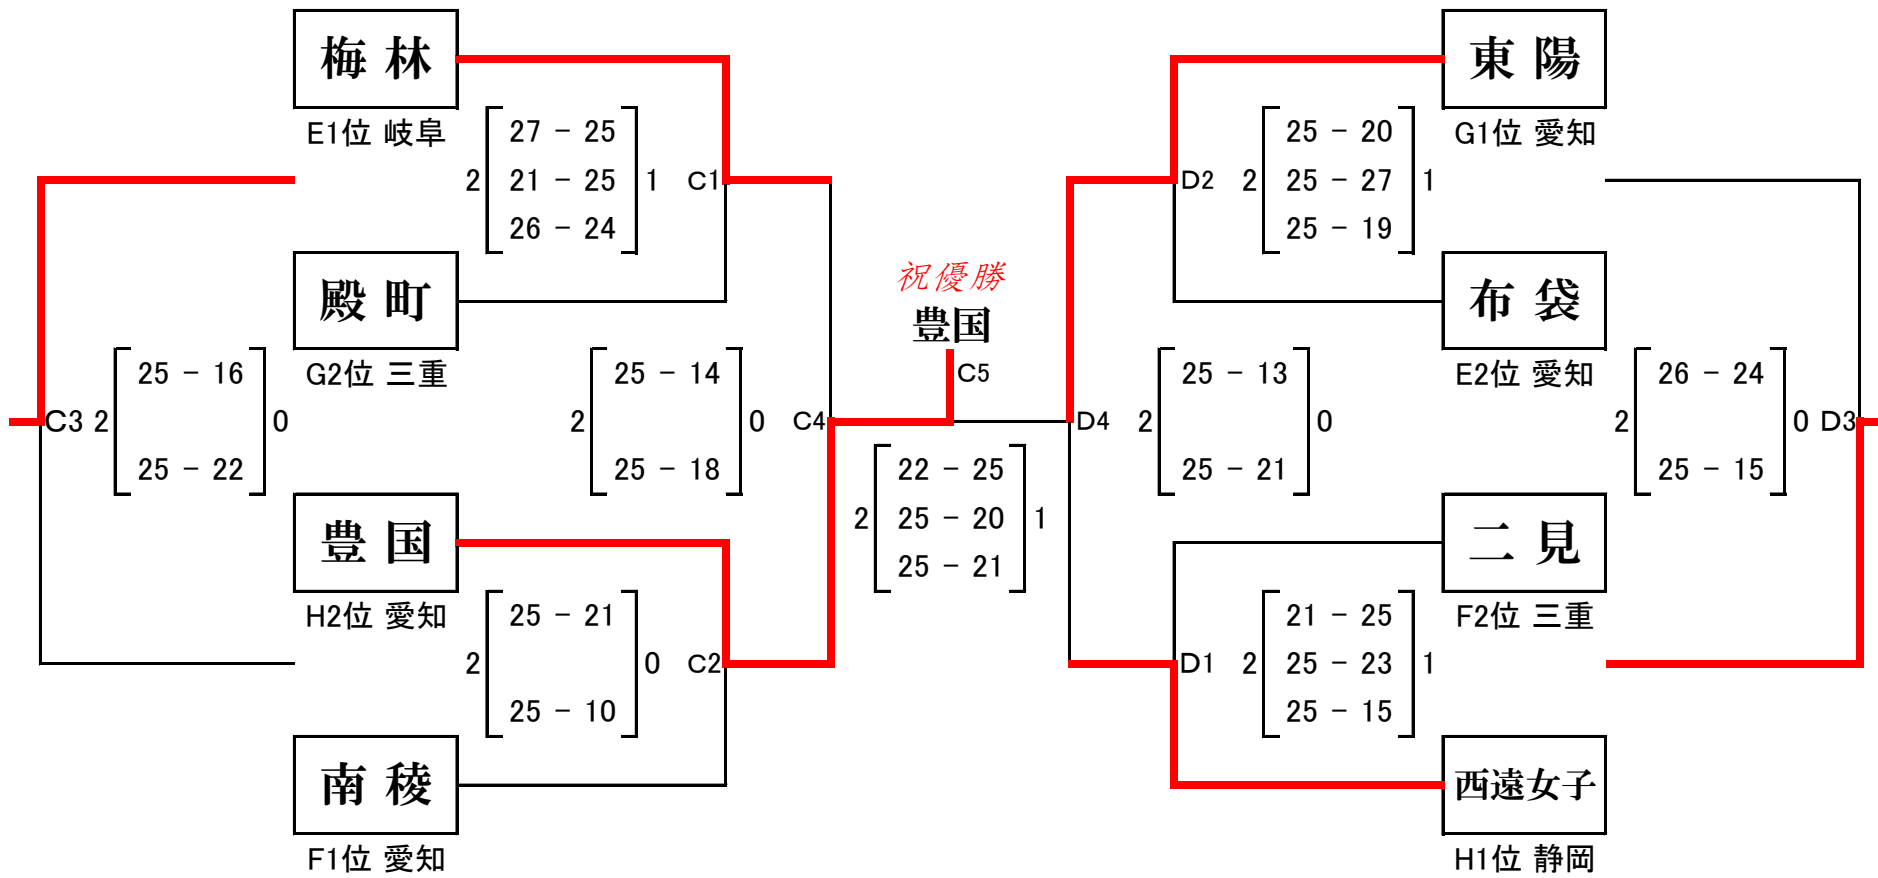 梅林
E1位 岐阜
27 － 25
2 21 － 25 1 C1
26 － 24
殿町
G2位 三重
25 － 16
C3 2 0
25 － 22
25 － 14
2 0 C4
25 － 18
豊国
H2位 愛知
25 － 21
2 0 C2
25 － 10
南稜
F1位 愛知
祝優勝
豊国
C5
22 － 25
2 25 － 20 1
25 － 21
東陽
G1位 愛知
25 － 20
D2 2 25 － 27 1
25 － 19
布袋
E2位 愛知
25 － 13
D4 2 0
25 － 21
26 － 24
2 0 D3
25 － 15
二見
F2位 三重
21 － 25
D1 2 25 － 23 1
25 － 15
西遠女子
H1位 静岡